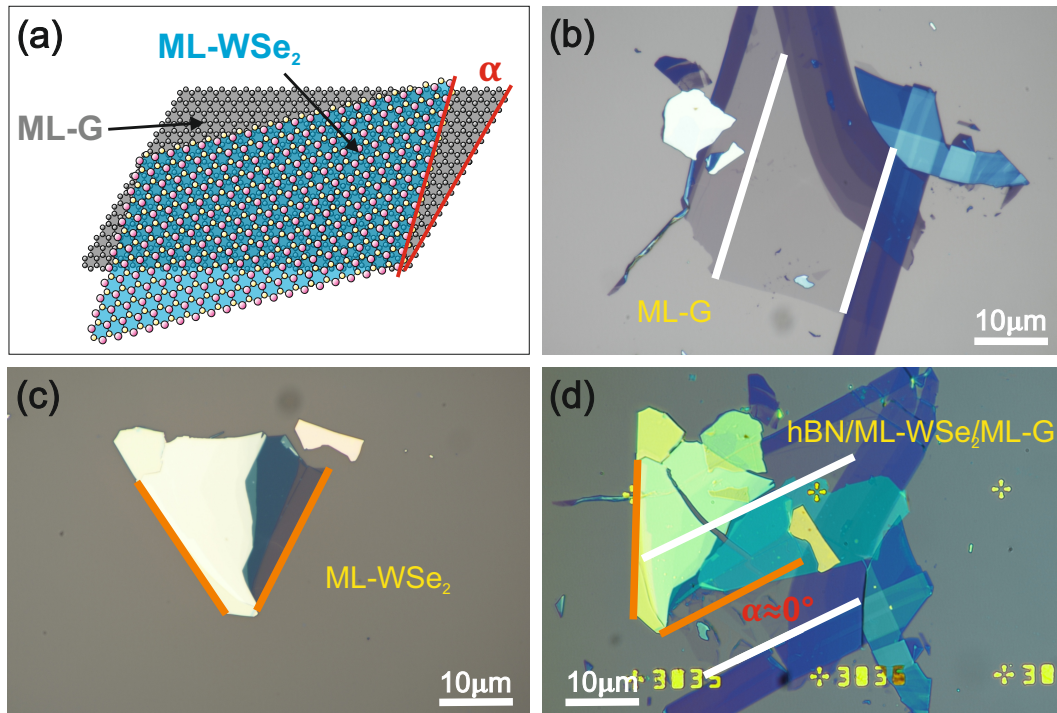 (a)
ML-WSe₂
α
ML-G
(b)
ML-G
10μm
(c)
ML-WSe₂
10μm
(d)
hBN/ML-WSe₂/ML-G
α≈0°
10μm
3035
3035
30